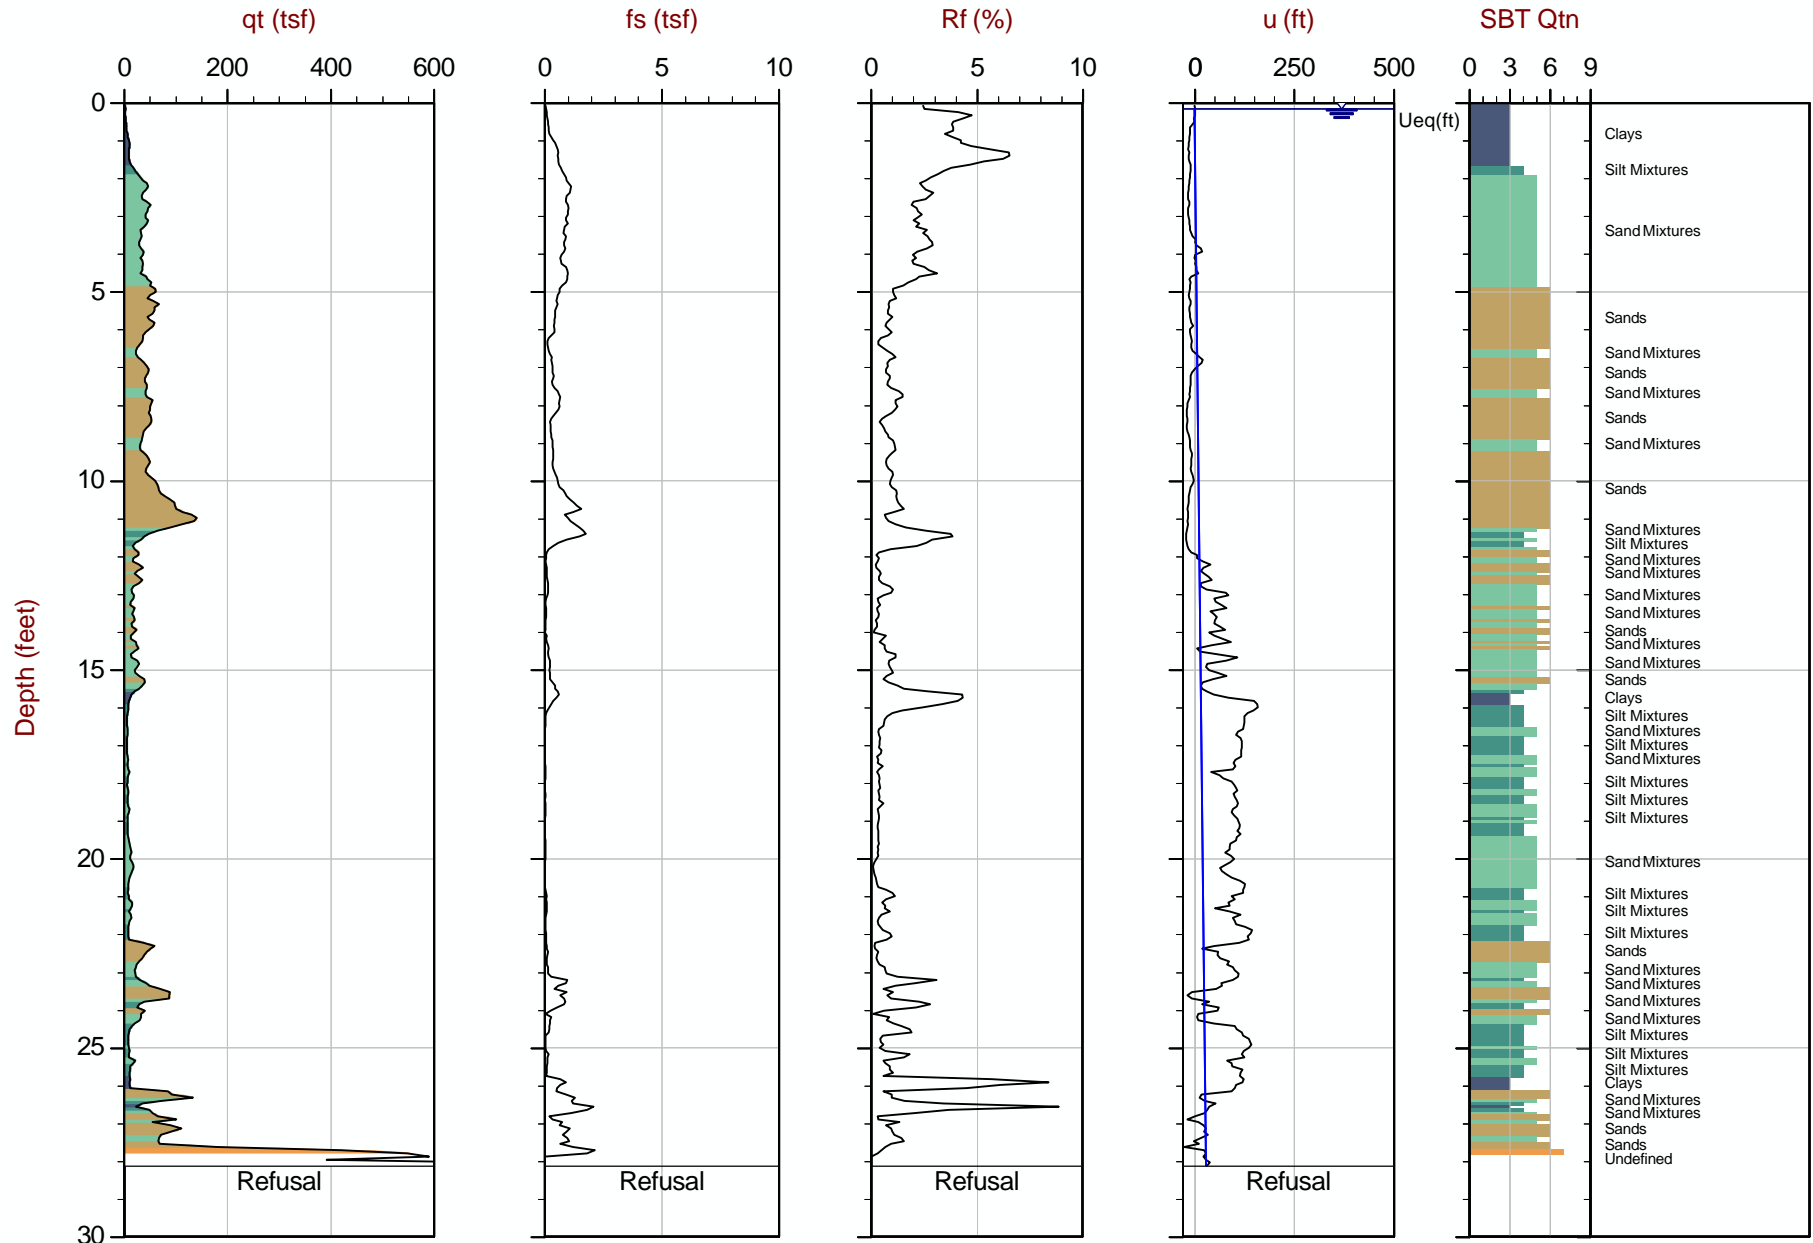 qt (tsf) fs (tsf) Rf (%) u (ft) SBT Qtn
0 200 400 600 0 5 10 0 5 10 0 250 500 0 3 6 9
0
Ueq(ft)
Clays
Silt Mixtures
Sand Mixtures
5
Sands
Sand Mixtures
Sands
Sand Mixtures
Sands
Sand Mixtures
10
Sands
Sand Mixtures
Silt Mixtures
Sand Mixtures
Sand Mixtures
Sand Mixtures
Sand Mixtures
Sands
Sand Mixtures
Depth (feet)
Sand Mixtures
15
Sands
Clays
Silt Mixtures
Sand Mixtures
Silt Mixtures
Sand Mixtures
Silt Mixtures
Silt Mixtures
Silt Mixtures
20
Sand Mixtures
Silt Mixtures
Silt Mixtures
Silt Mixtures
Sands
Sand Mixtures
Sand Mixtures
Sand Mixtures
Sand Mixtures
Silt Mixtures
25
Silt Mixtures
Silt Mixtures
Clays
Sand Mixtures
Sand Mixtures
Sands
Sands
Undefined
Refusal Refusal Refusal Refusal
30